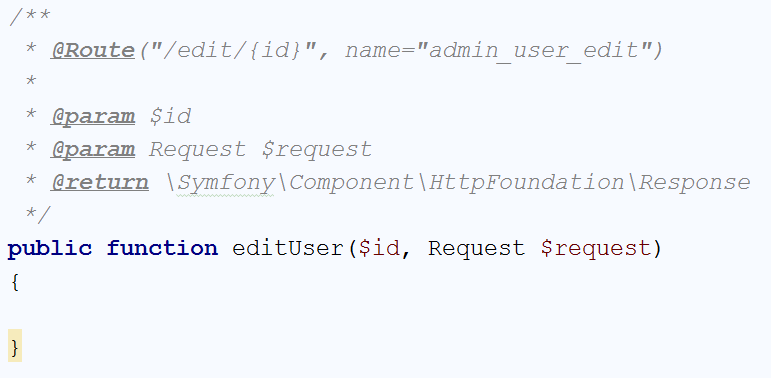 /**
 * @Route("/edit/{id}", name="admin_user_edit")
 *
 * @param $id
 * @param Request $request
 * @return \Symfony\Component\HttpFoundation\Response
 */
public function editUser($id, Request $request)
{
}